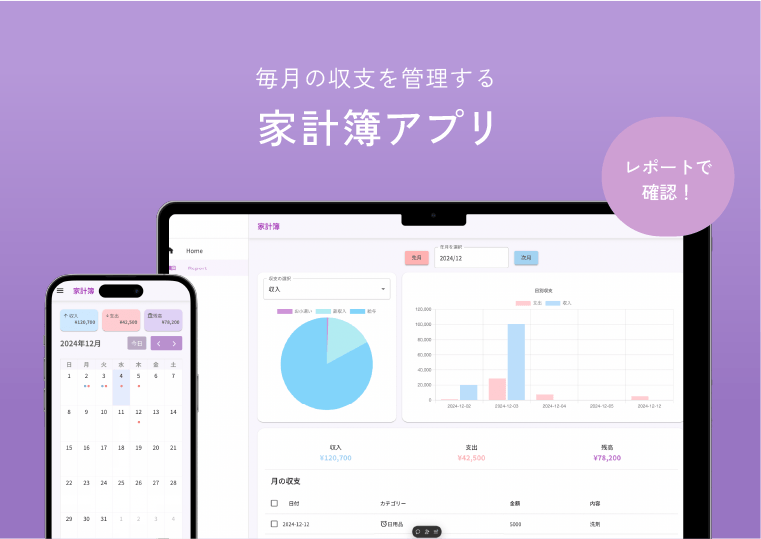 毎月の収支を管理する
家計簿アプリ
レポートで
確認！
家計簿
Home
Report
先月
年月を選択
2024/12
次月
収支の選択
収入
お小遣い 副収入 給与
日別収支
支出 収入
120,000
100,000
80,000
60,000
40,000
20,000
0
2024-12-02 2024-12-03 2024-12-04 2024-12-05 2024-12-12
収入 支出 残高
¥120,700 ¥42,500 ¥78,200
月の収支
日付 カテゴリー 金額 内容
2024-12-12 日用品 5000 洗剤
家計簿
収入 支出 残高
¥120,700 ¥42,500 ¥78,200
2024年12月 今日
日 月 火 水 木 金 土
1 2 3 4 5 6 7
8 9 10 11 12 13 14
15 16 17 18 19 20 21
22 23 24 25 26 27 28
29 30 31 1 2 3 4